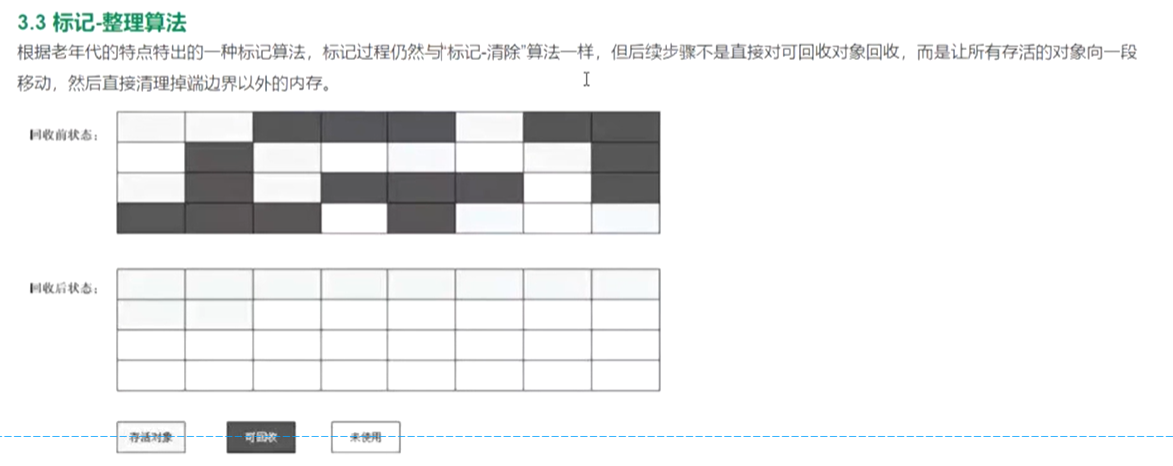 3.3 标记-整理算法
根据老年代的特点特出的一种标记算法，标记过程仍然与“标记-清除”算法一样，但后续步骤不是直接对可回收对象回收，而是让所有存活的对象向一段
移动，然后直接清理掉端边界以外的内存。
回收前状态：
回收后状态：
存活对象 可回收 未使用